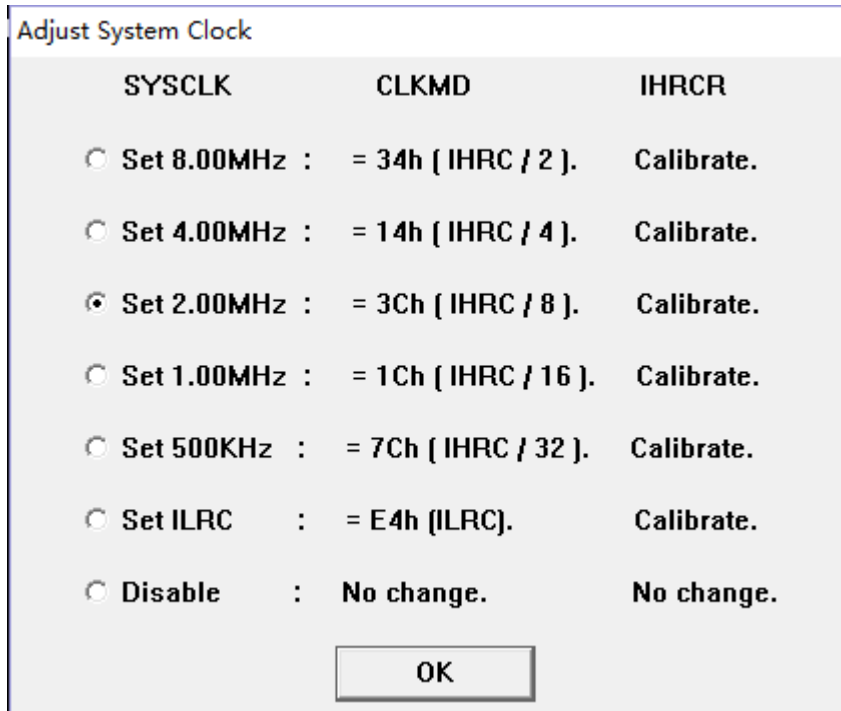 Adjust System Clock
SYSCLK CLKMD IHRCR
Set 8.00MHz : = 34h ( IHRC / 2 ). Calibrate.
Set 4.00MHz : = 14h ( IHRC / 4 ). Calibrate.
Set 2.00MHz : = 3Ch ( IHRC / 8 ). Calibrate.
Set 1.00MHz : = 1Ch ( IHRC / 16 ). Calibrate.
Set 500KHz : = 7Ch ( IHRC / 32 ). Calibrate.
Set ILRC : = E4h (ILRC). Calibrate.
Disable : No change. No change.
OK